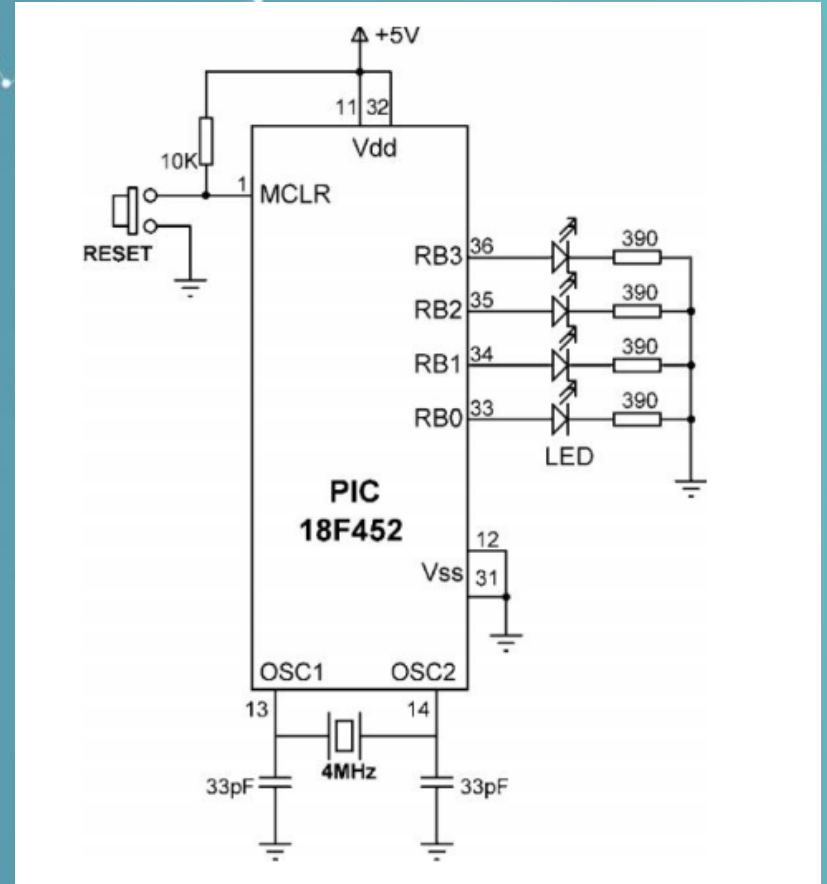 +5V
11 32
Vdd
10K
1 MCLR
RESET
RB3 36 390
RB2 35 390
RB1 34 390
RB0 33 390
LED
PIC
18F452
12
Vss 31
OSC1 OSC2
13 14
4MHz
33pF 33pF